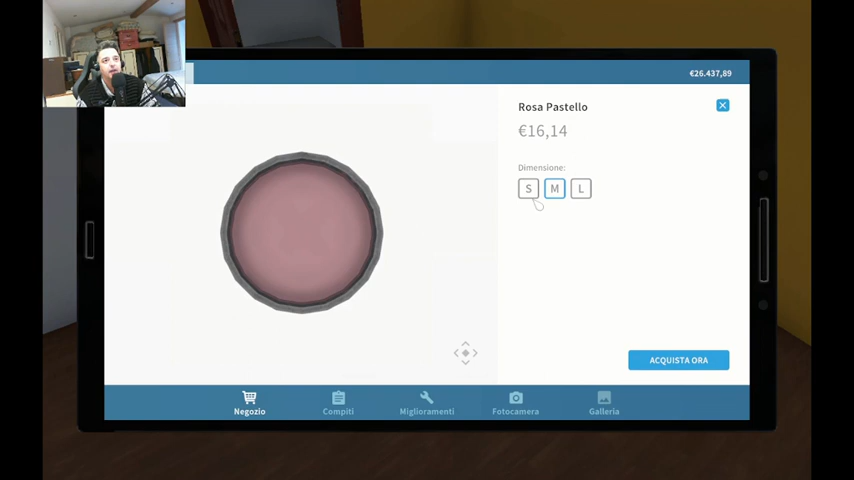 €26.437,89
Rosa Pastello
€16,14
Dimensione:
S M L
ACQUISTA ORA
Negozio Compiti Miglioramenti Fotocamera Galleria